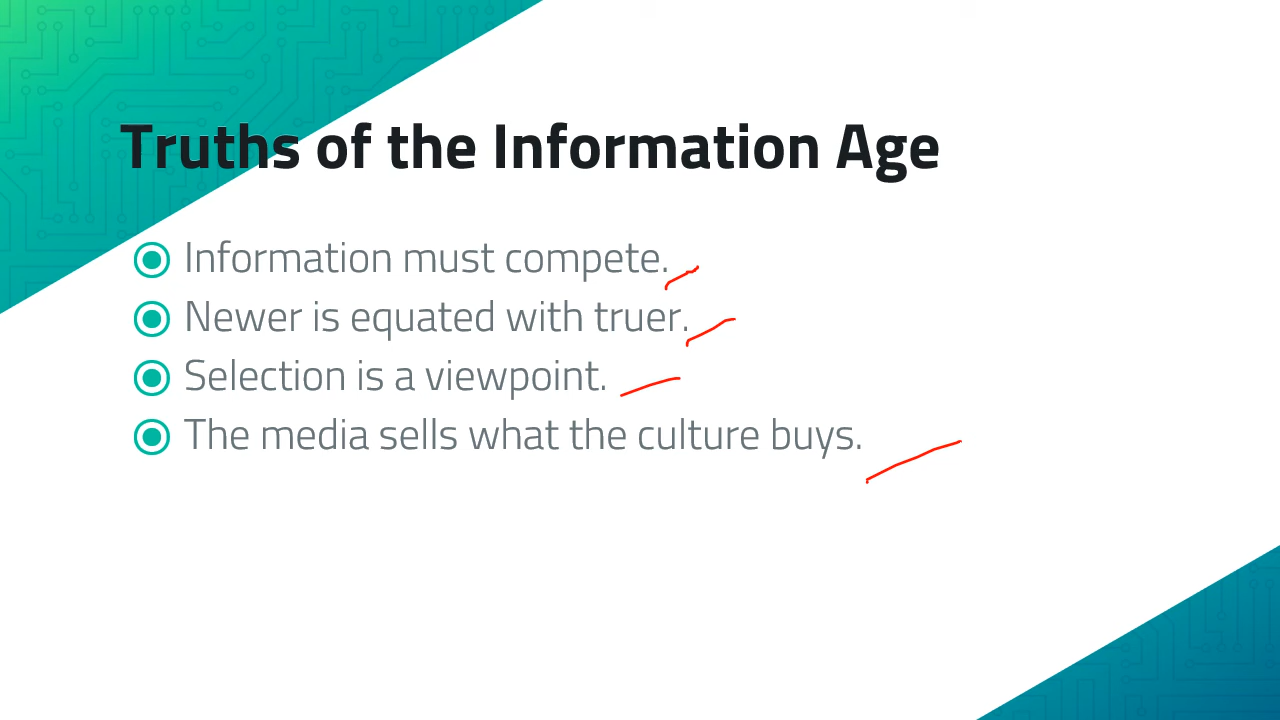 Truths of the Information Age
Information must compete.
Newer is equated with truer.
Selection is a viewpoint.
The media sells what the culture buys.